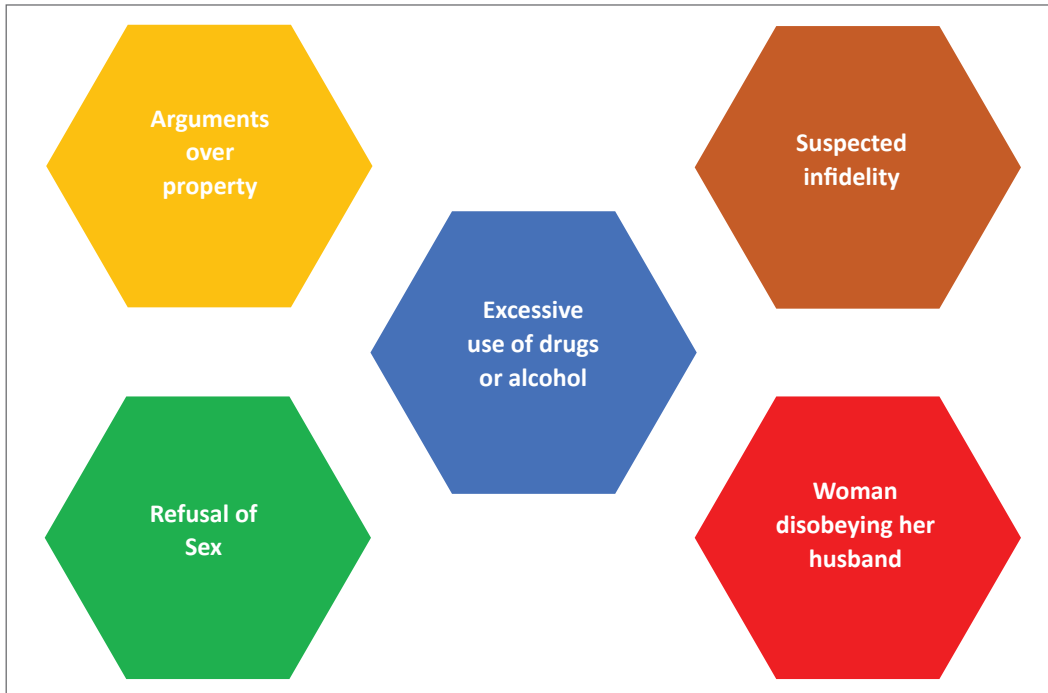 Arguments
over
property
Suspected
infidelity
Excessive
use of drugs
or alcohol
Refusal of
Sex
Woman
disobeying her
husband